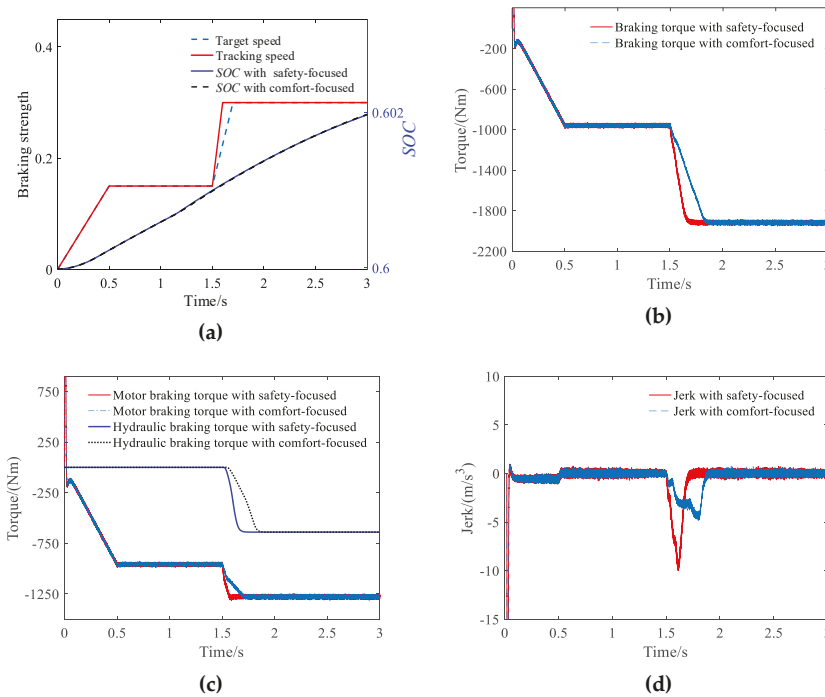 0.4
0.2
0
Braking strength
Target speed
Tracking speed
SOC with safety-focused
SOC with comfort-focused
0.602
0.6
SOC
0 0.5 1 1.5 2 2.5 3
Time/s
(a)
-200
-600
-1000
-1400
-1800
-2200
Torque/(Nm)
Braking torque with safety-focused
Braking torque with comfort-focused
0 0.5 1 1.5 2 2.5 3
Time/s
(b)
750
250
-250
-750
-1250
Torque/(Nm)
Motor braking torque with safety-focused
Motor braking torque with comfort-focused
Hydraulic braking torque with safety-focused
Hydraulic braking torque with comfort-focused
0 0.5 1 1.5 2 2.5 3
Time/s
(c)
10
5
0
-5
-10
-15
Jerk/(m/s³)
Jerk with safety-focused
Jerk with comfort-focused
0 0.5 1 1.5 2 2.5 3
Time/s
(d)